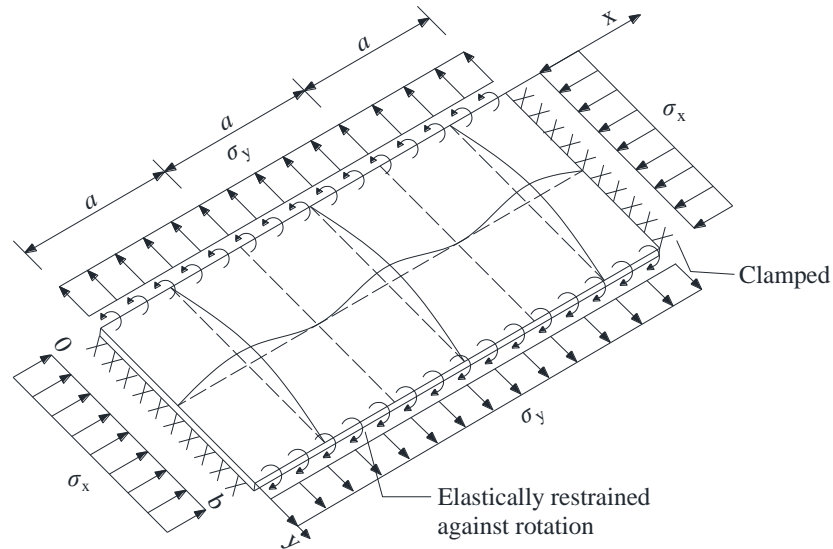 x
a
a
a
σx
σy
Clamped
0
σx
b
y
σy
Elastically restrained
against rotation